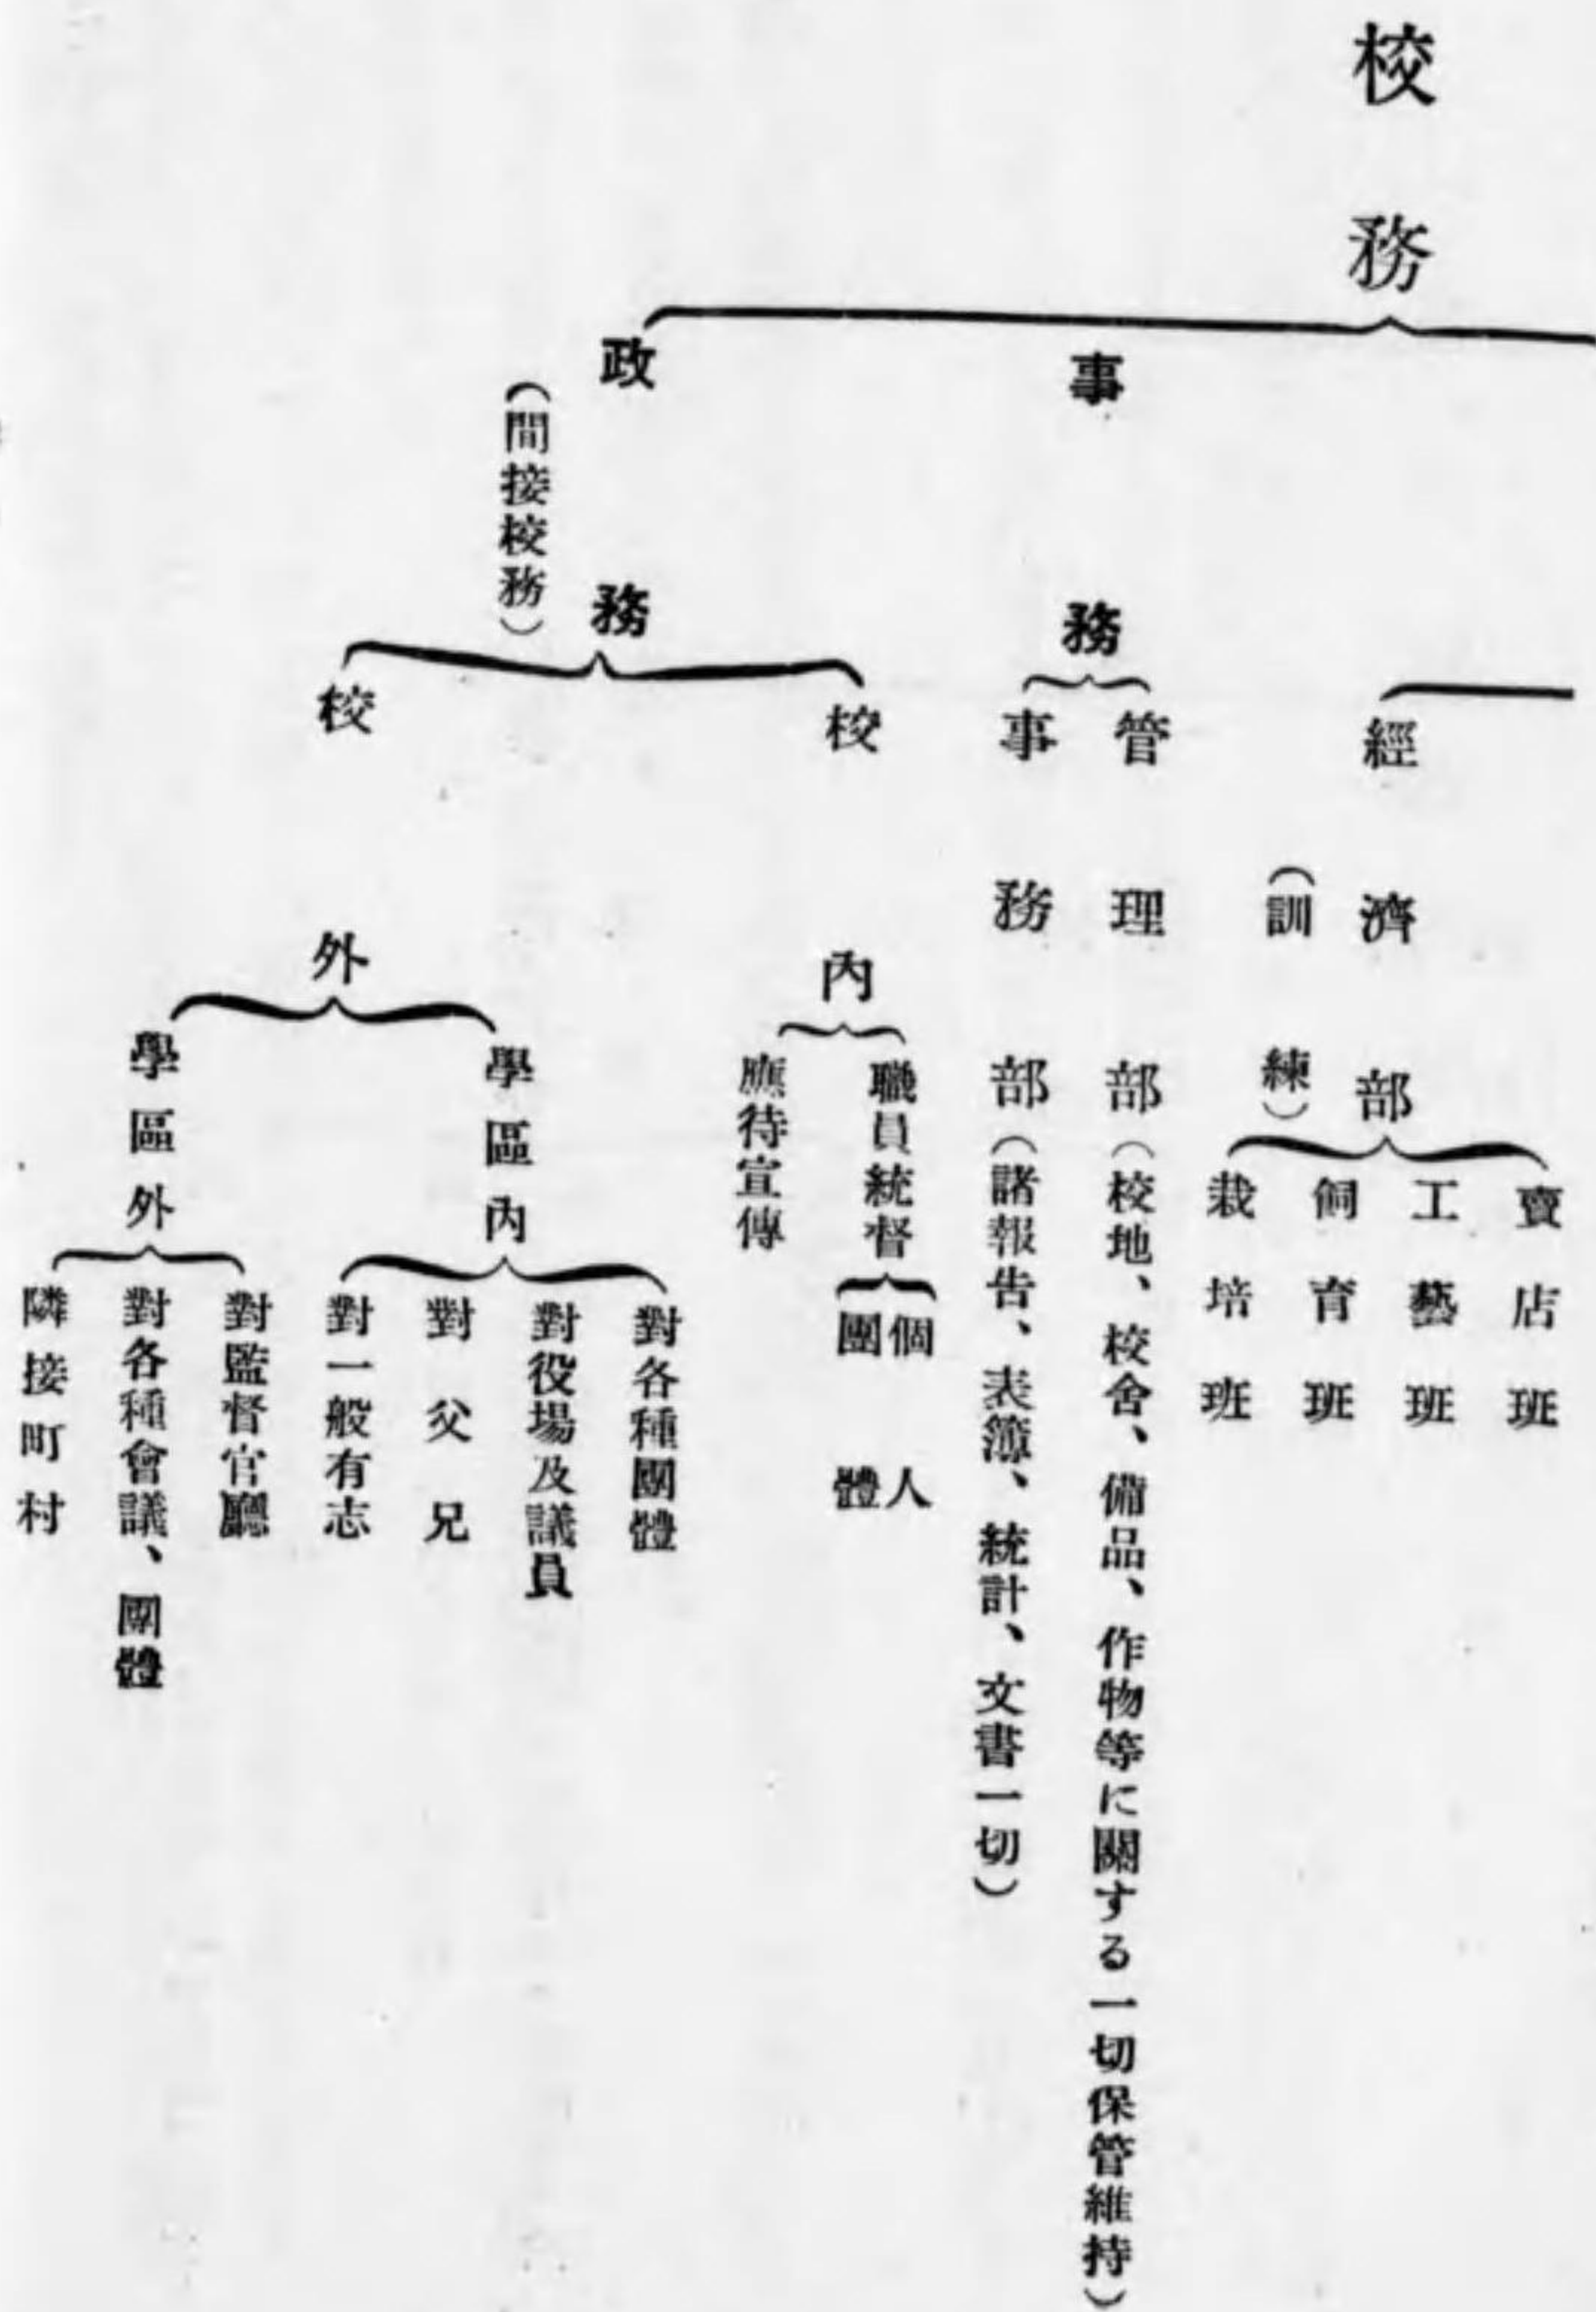 校務
經濟部
賣店班
工藝班
飼育班
栽培班
（訓練）
事務
管理部（校地、校舍、備品、作物等に關する一切保管維持）
事務部（諸報告、表簿、統計、文書一切）
政務
（間接校務）
校內
職員統督
個人
團體
應待宣傳
校外
學區內
對各種團體
對役場及議員
對父兄
對一般有志
學區外
對監督官廳
對各種會議、團體
隣接町村